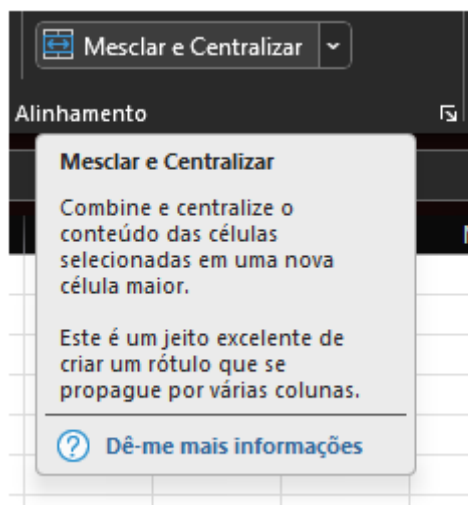 Mesclar e Centralizar
Alinhamento
Mesclar e Centralizar
Combine e centralize o
conteúdo das células
selecionadas em uma nova
célula maior.
Este é um jeito excelente de
criar um rótulo que se
propague por várias colunas.
Dê-me mais informações